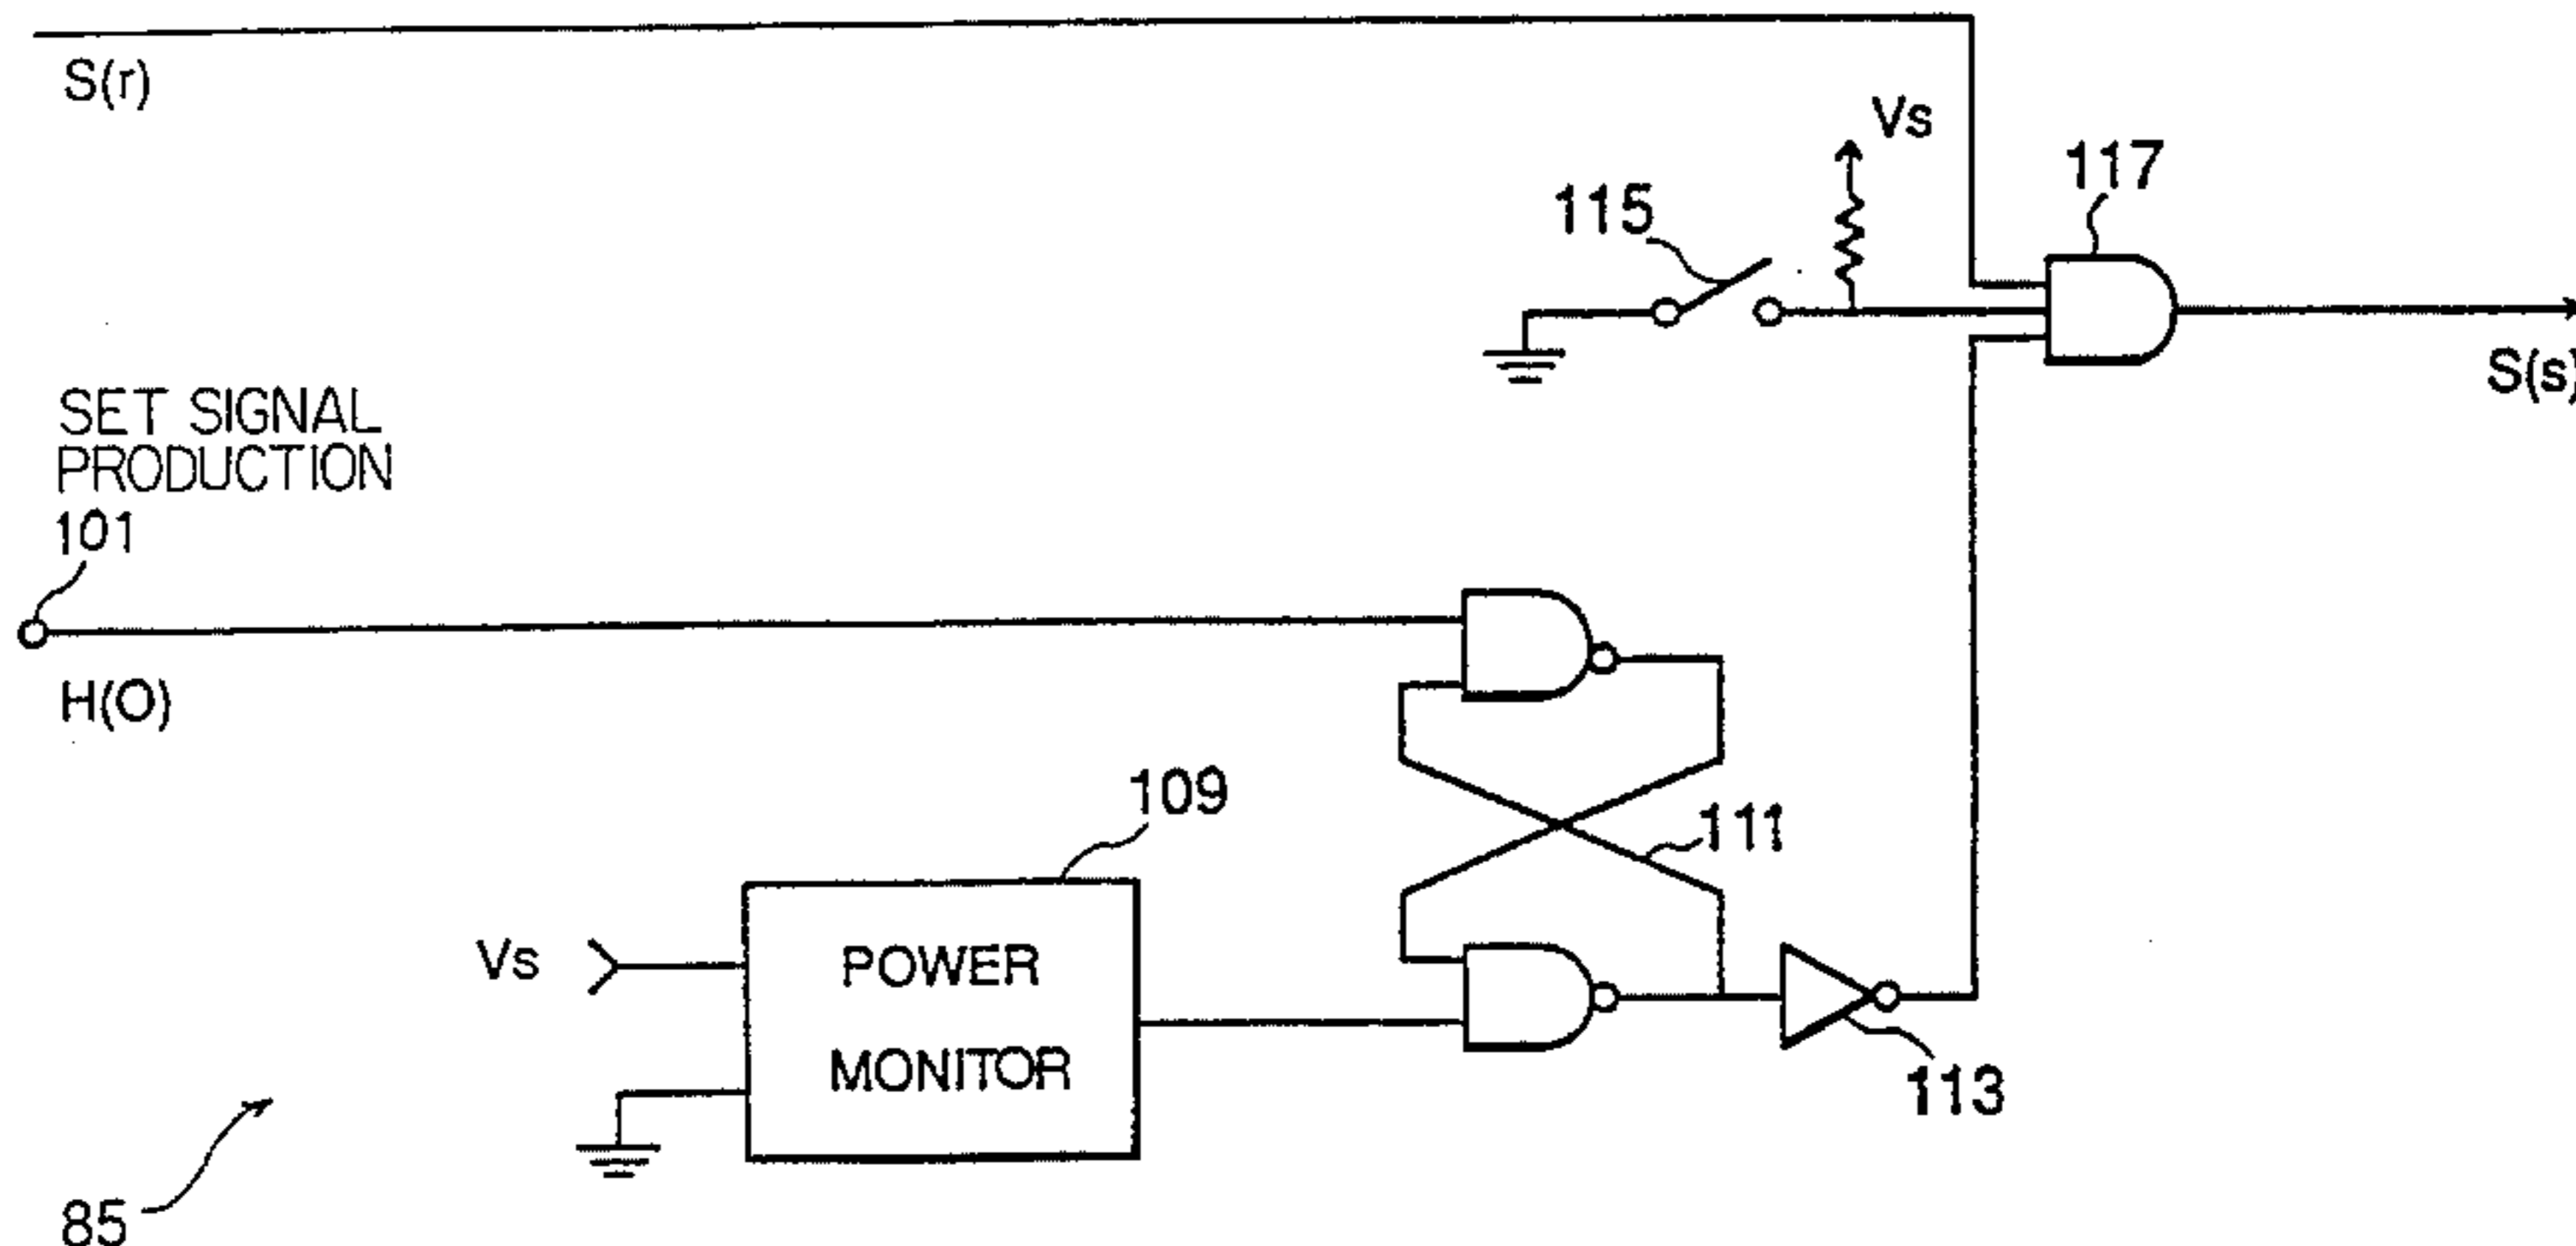 S(r)
Vs
117
115
S(s)
SET SIGNAL
PRODUCTION
101
H(O)
109
111
Vs
POWER
MONITOR
113
85